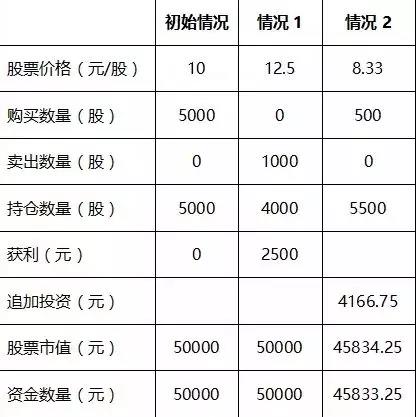 初始情况 情况 1 情况 2
股票价格（元/股） 10 12.5 8.33
购买数量（股） 5000 0 500
卖出数量（股） 0 1000 0
持仓数量（股） 5000 4000 5500
获利（元） 0 2500
追加投资（元） 4166.75
股票市值（元） 50000 50000 45834.25
资金数量（元） 50000 50000 45833.25